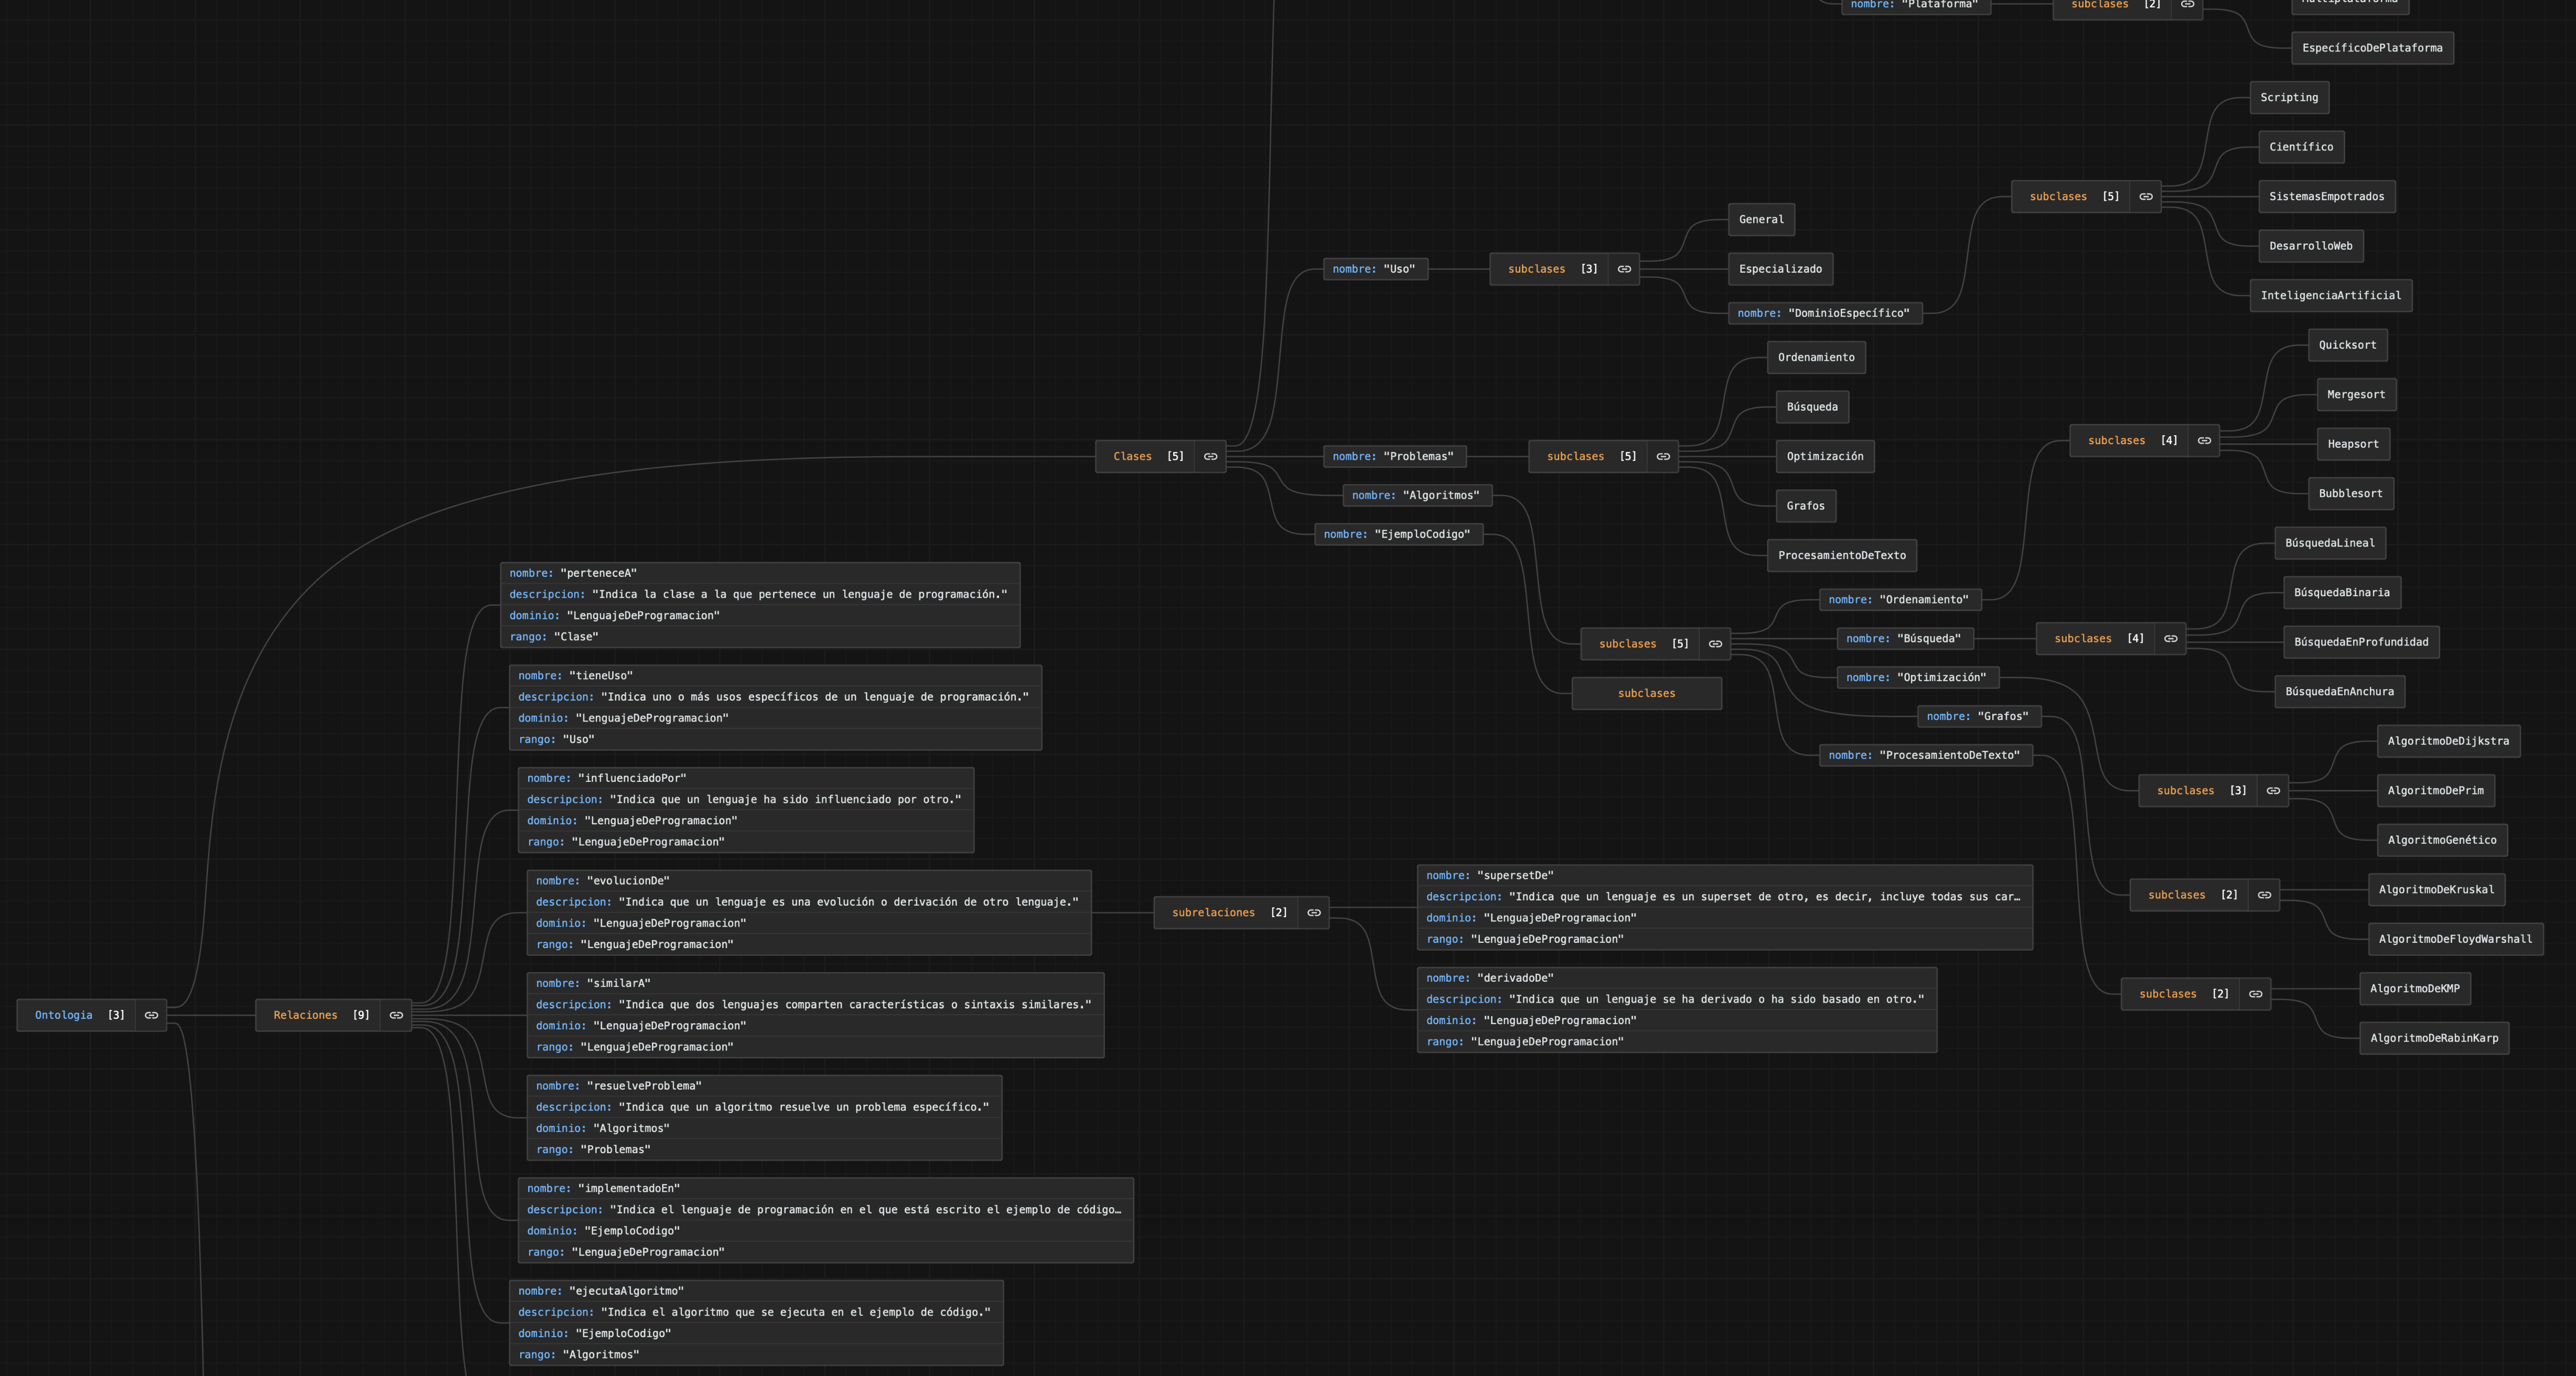 nombre: "Plataforma"
subclases [2]
EspecíficoDePlataforma
Scripting
Científico
subclases [5]
SistemasEmpotrados
DesarrolloWeb
InteligenciaArtificial
General
nombre: "Uso"
subclases [3]
Especializado
nombre: "DominioEspecífico"
Ordenamiento
Búsqueda
Clases [5]
nombre: "Problemas"
subclases [5]
Optimización
Grafos
ProcesamientoDeTexto
nombre: "Algoritmos"
nombre: "EjemploCodigo"
Quicksort
Mergesort
subclases [4]
Heapsort
Bubblesort
nombre: "Ordenamiento"
subclases [5]
nombre: "Búsqueda"
subclases [4]
BúsquedaLineal
BúsquedaBinaria
BúsquedaEnProfundidad
BúsquedaEnAnchura
nombre: "Optimización"
subclases
nombre: "Grafos"
nombre: "ProcesamientoDeTexto"
AlgoritmoDeDijkstra
subclases [3]
AlgoritmoDePrim
AlgoritmoGenético
subclases [2]
AlgoritmoDeKruskal
AlgoritmoDeFloydWarshall
subclases [2]
AlgoritmoDeKMP
AlgoritmoDeRabinKarp
nombre: "perteneceA"
descripcion: "Indica la clase a la que pertenece un lenguaje de programación."
dominio: "LenguajeDeProgramacion"
rango: "Clase"
nombre: "tieneUso"
descripcion: "Indica uno o más usos específicos de un lenguaje de programación."
dominio: "LenguajeDeProgramacion"
rango: "Uso"
nombre: "influenciadoPor"
descripcion: "Indica que un lenguaje ha sido influenciado por otro."
dominio: "LenguajeDeProgramacion"
rango: "LenguajeDeProgramacion"
nombre: "evolucionDe"
descripcion: "Indica que un lenguaje es una evolución o derivación de otro lenguaje."
dominio: "LenguajeDeProgramacion"
rango: "LenguajeDeProgramacion"
subrelaciones [2]
nombre: "supersetDe"
descripcion: "Indica que un lenguaje es un superset de otro, es decir, incluye todas sus car…
dominio: "LenguajeDeProgramacion"
rango: "LenguajeDeProgramacion"
nombre: "derivadoDe"
descripcion: "Indica que un lenguaje se ha derivado o ha sido basado en otro."
dominio: "LenguajeDeProgramacion"
rango: "LenguajeDeProgramacion"
Ontologia [3]
Relaciones [9]
nombre: "similarA"
descripcion: "Indica que dos lenguajes comparten características o sintaxis similares."
dominio: "LenguajeDeProgramacion"
rango: "LenguajeDeProgramacion"
nombre: "resuelveProblema"
descripcion: "Indica que un algoritmo resuelve un problema específico."
dominio: "Algoritmos"
rango: "Problemas"
nombre: "implementadoEn"
descripcion: "Indica el lenguaje de programación en el que está escrito el ejemplo de código…
dominio: "EjemploCodigo"
rango: "LenguajeDeProgramacion"
nombre: "ejecutaAlgoritmo"
descripcion: "Indica el algoritmo que se ejecuta en el ejemplo de código."
dominio: "EjemploCodigo"
rango: "Algoritmos"